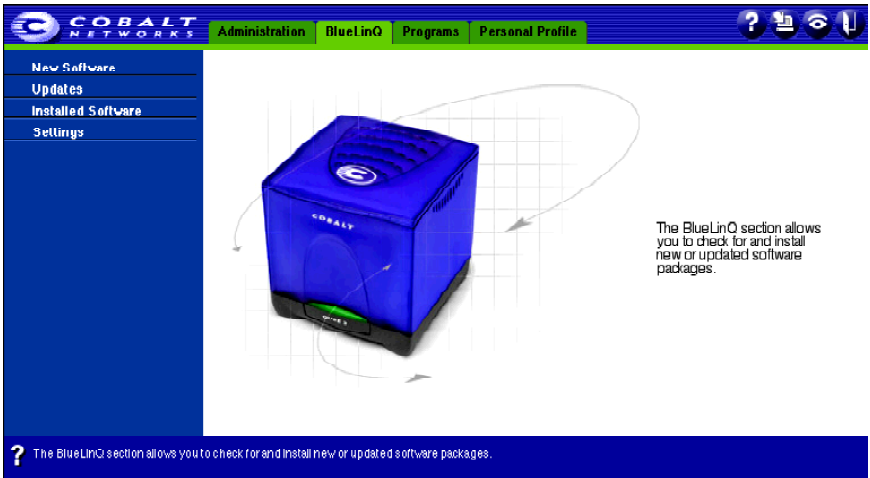 COBALT
NETWORKS
Administration
BlueLinQ
Programs
Personal Profile
New Software
Updates
Installed Software
Settings
COBALT
The BlueLinQ section allows
you to check for and install
new or updated software
packages.
? The BlueLinQ section allows you to check for and install new or updated software packages.